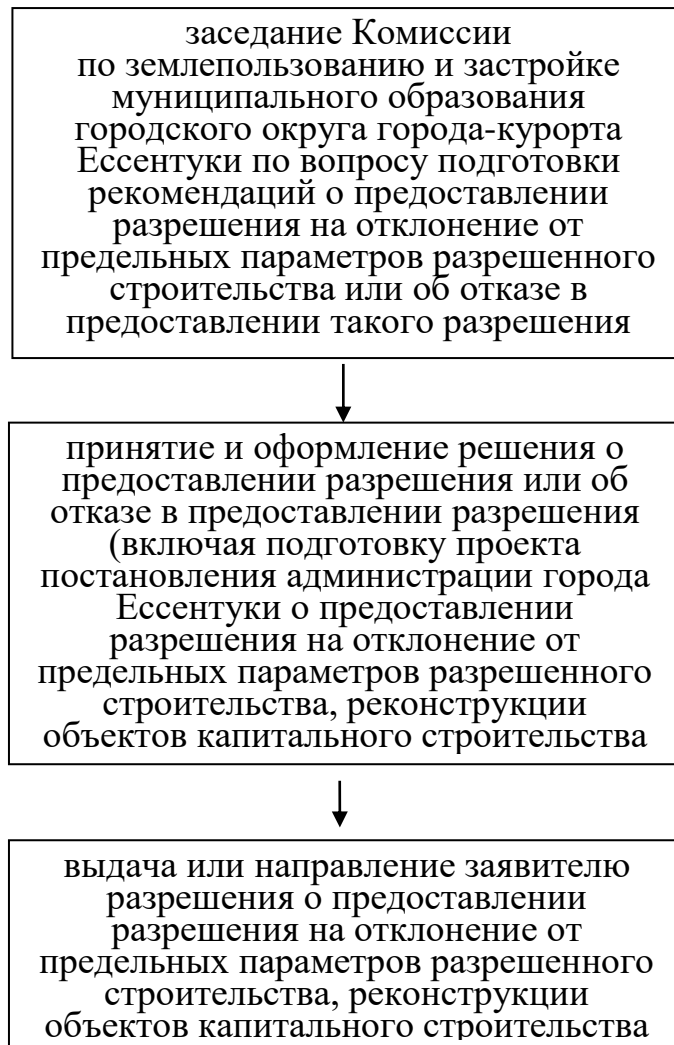 заседание Комиссии
по землепользованию и застройке
муниципального образования
городского округа города-курорта
Ессентуки по вопросу подготовки
рекомендаций о предоставлении
разрешения на отклонение от
предельных параметров разрешенного
строительства или об отказе в
предоставлении такого разрешения
принятие и оформление решения о
предоставлении разрешения или об
отказе в предоставлении разрешения
(включая подготовку проекта
постановления администрации города
Ессентуки о предоставлении
разрешения на отклонение от
предельных параметров разрешенного
строительства, реконструкции
объектов капитального строительства
выдача или направление заявителю
разрешения о предоставлении
разрешения на отклонение от
предельных параметров разрешенного
строительства, реконструкции
объектов капитального строительства